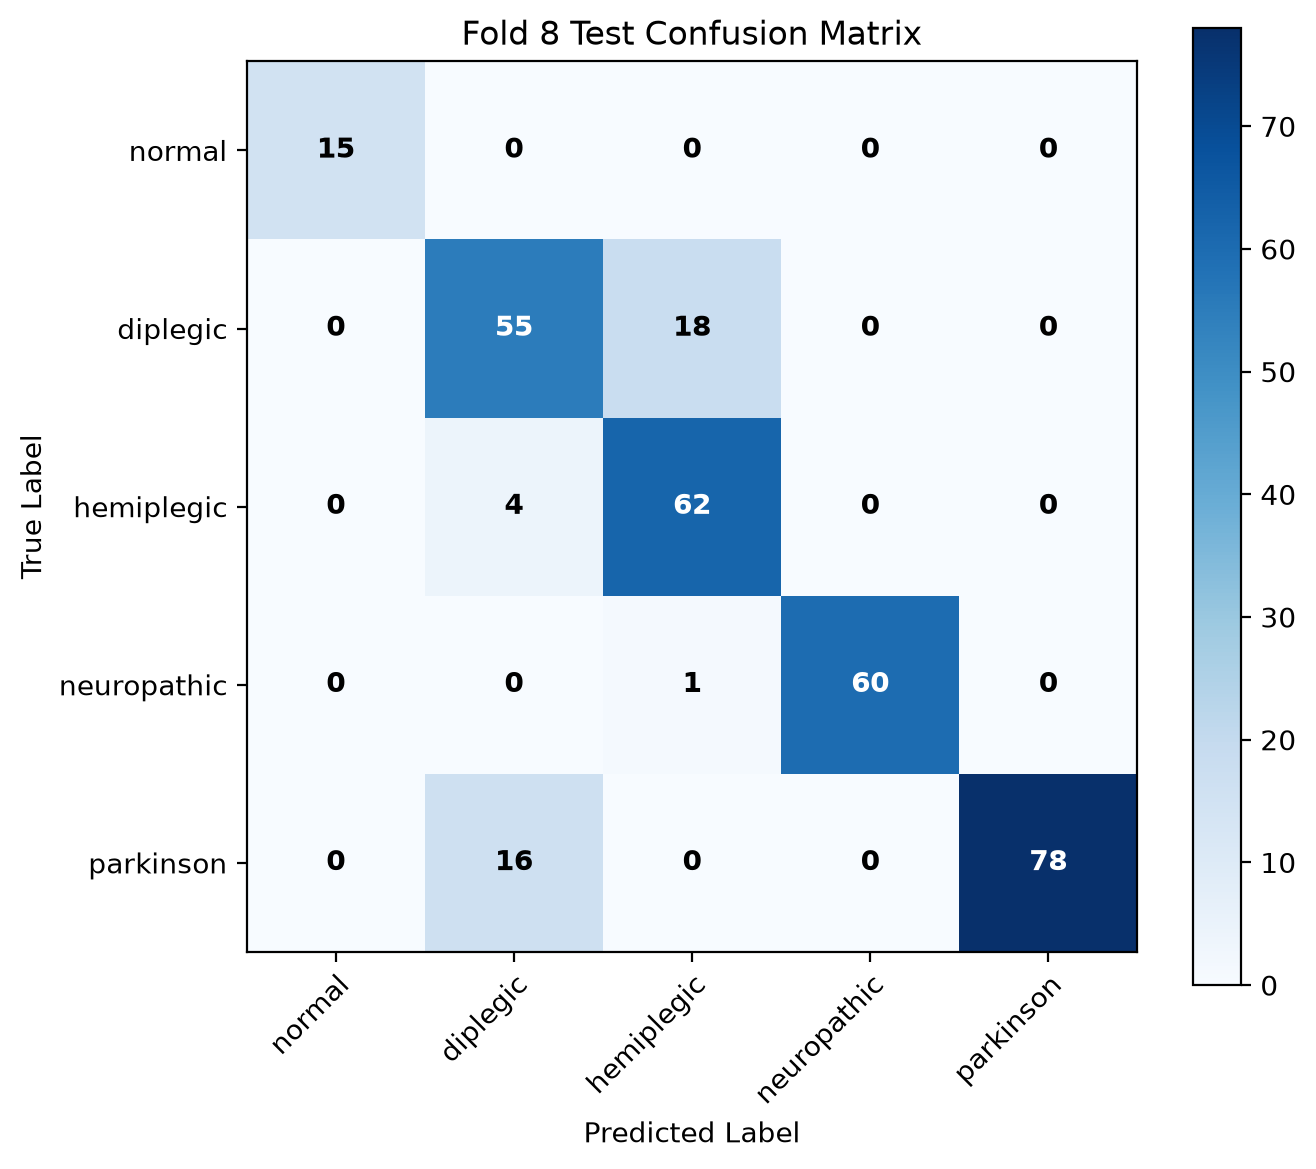 Fold 8 Test Confusion Matrix
normal 15 0 0 0 0
diplegic 0 55 18 0 0
hemiplegic 0 4 62 0 0
neuropathic 0 0 1 60 0
parkinson 0 16 0 0 78
normal diplegic hemiplegic neuropathic parkinson
Predicted Label
True Label
70
60
50
40
30
20
10
0